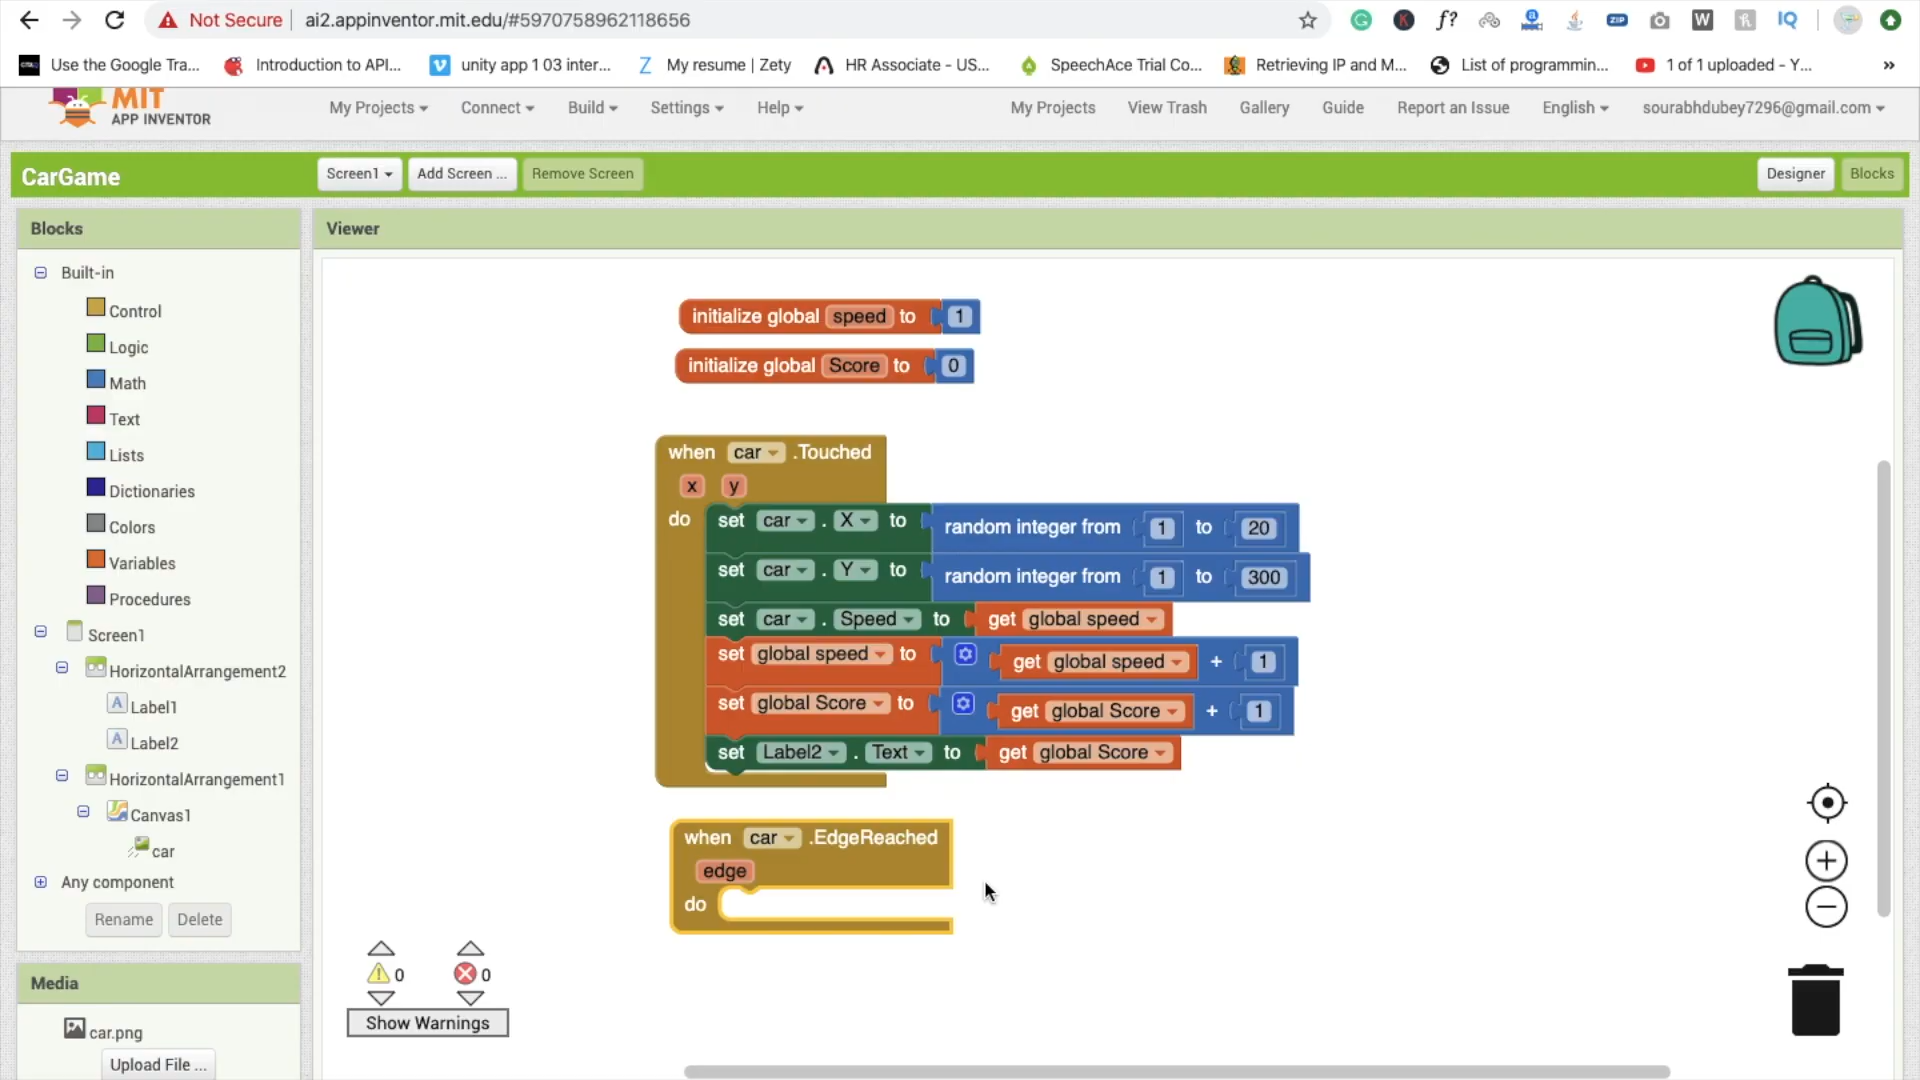 Not Secure ai2.appinventor.mit.edu/#5970758962118656
Use the Google Tra... Introduction to API... unity app 1 03 inter... My resume | Zety HR Associate - US... SpeechAce Trial Co... Retrieving IP and M... List of programmin... 1 of 1 uploaded - Y... »
MIT
APP INVENTOR
My Projects Connect Build Settings Help My Projects View Trash Gallery Guide Report an Issue English sourabhdubey7296@gmail.com
CarGame Screen1 Add Screen ... Remove Screen Designer Blocks
Blocks
Built-in
Control
Logic
Math
Text
Lists
Dictionaries
Colors
Variables
Procedures
Screen1
HorizontalArrangement2
Label1
Label2
HorizontalArrangement1
Canvas1
car
Any component
Rename Delete
Media
car.png
Upload File ...
Viewer
initialize global speed to 1
initialize global Score to 0
when car .Touched
x y
do set car . X to random integer from 1 to 20
set car . Y to random integer from 1 to 300
set car . Speed to get global speed
set global speed to get global speed + 1
set global Score to get global Score + 1
set Label2 . Text to get global Score
when car .EdgeReached
edge
do
0 0
Show Warnings